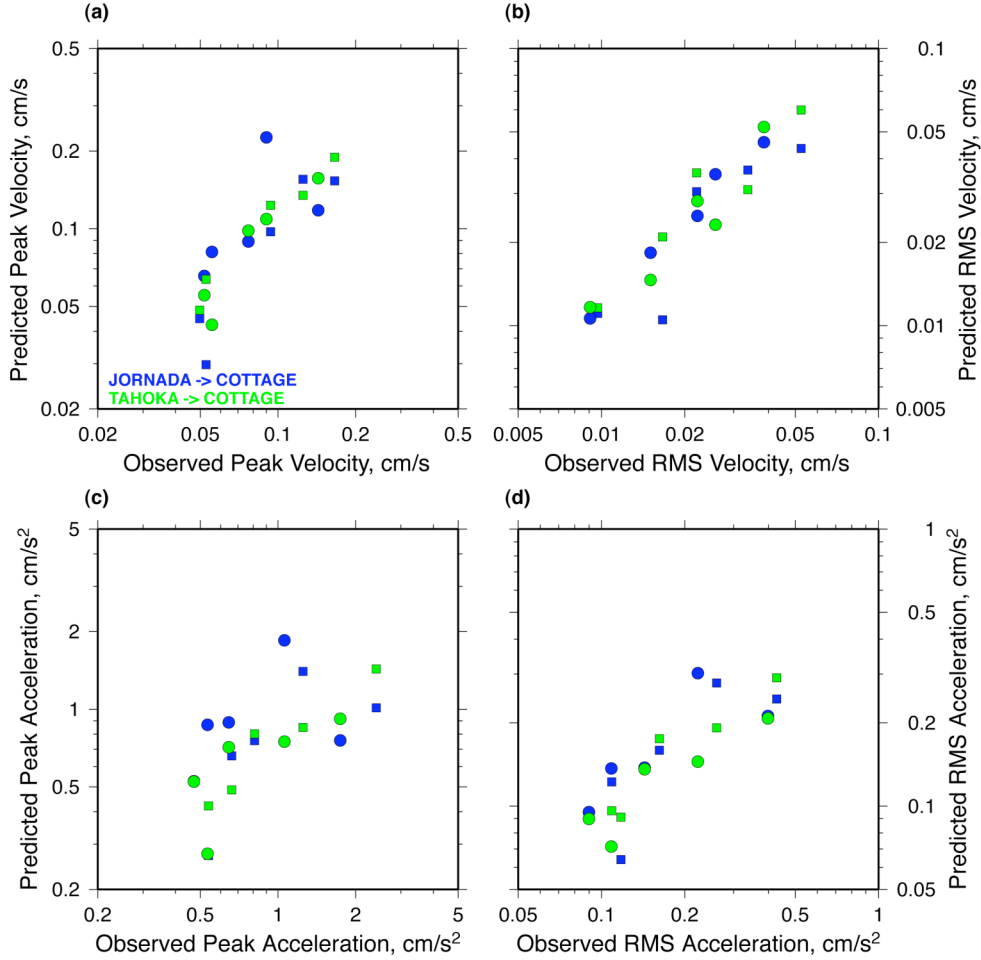 (a)
(b)
0.5
0.2
0.1
0.05
0.02
Predicted Peak Velocity, cm/s
JORNADA -> COTTAGE
TAHOKA -> COTTAGE
0.02
0.05
0.1
0.2
0.5
Observed Peak Velocity, cm/s
0.1
0.05
0.02
0.01
0.005
Predicted RMS Velocity, cm/s
0.005
0.01
0.02
0.05
0.1
Observed RMS Velocity, cm/s
(c)
(d)
5
2
1
0.5
0.2
Predicted Peak Acceleration, cm/s²
0.2
0.5
1
2
5
Observed Peak Acceleration, cm/s²
1
0.5
0.2
0.1
0.05
Predicted RMS Acceleration, cm/s²
0.05
0.1
0.2
0.5
1
Observed RMS Acceleration, cm/s²